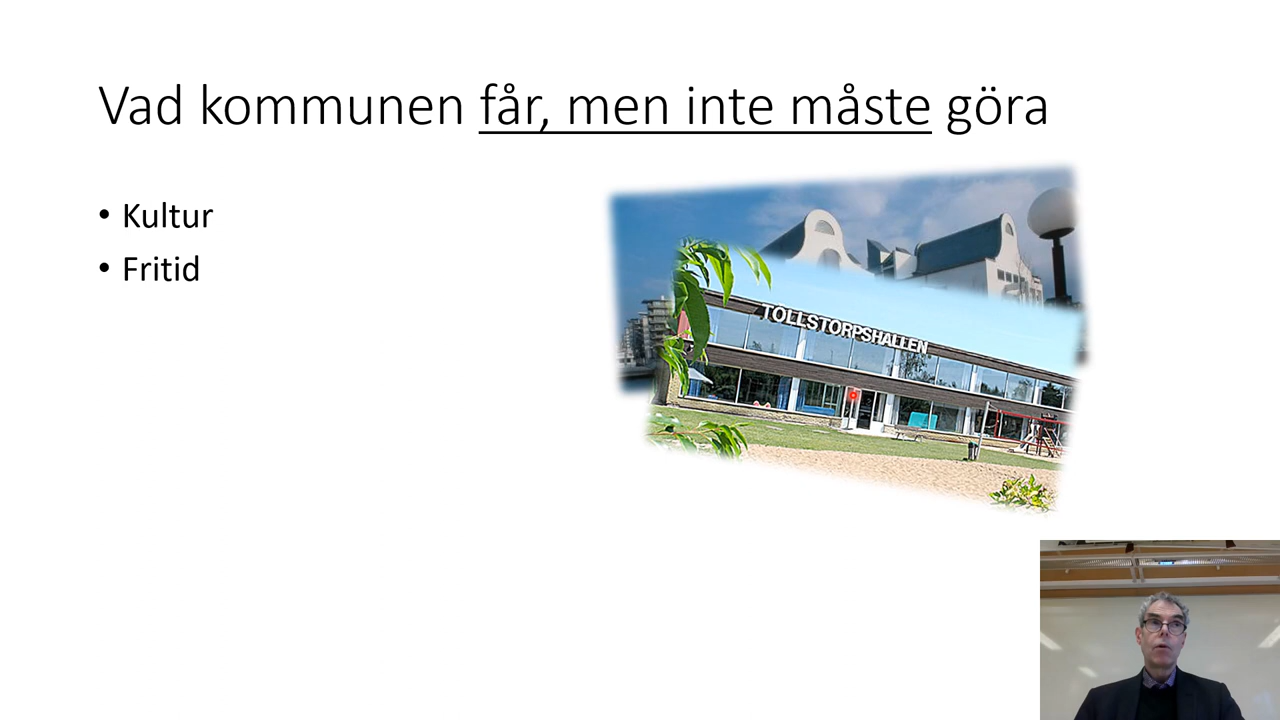 Vad kommunen får, men inte måste göra
• Kultur
• Fritid
TOLLSTORPSHALLEN